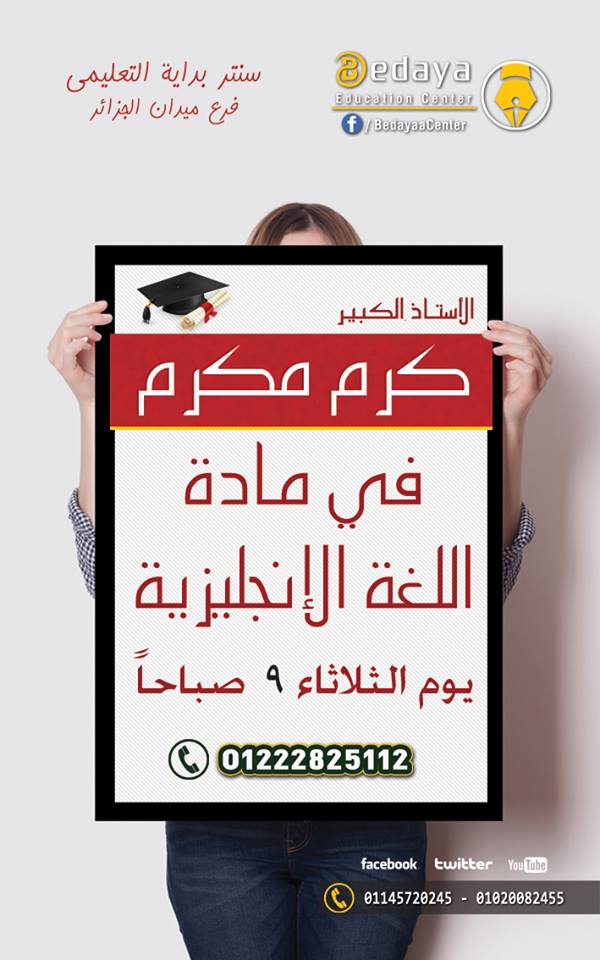 سنتر بداية التعليمى
فرع ميدان الجزائر
Bedaya
Education Center
f / BedayaaCenter
الأستاذ الكبير
كرم مكرم
في مادة
اللغة الإنجليزية
يوم الثلاثاء ٩ صباحاً
01222825112
facebook twitter YouTube
01145720245 - 01020082455